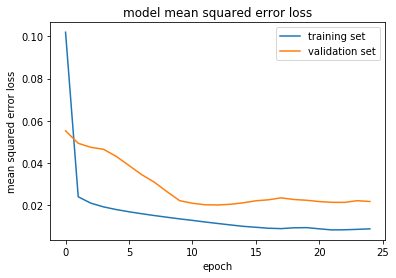 model mean squared error loss
training set
validation set
mean squared error loss
0.10
0.08
0.06
0.04
0.02
0
5
10
15
20
25
epoch